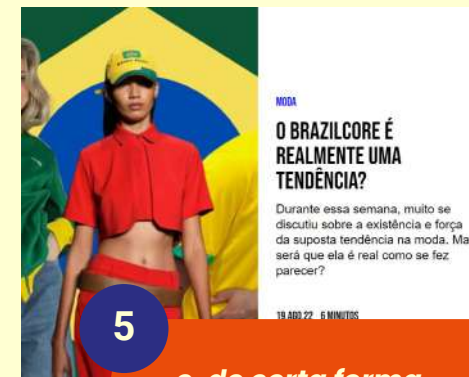 MODA
O BRAZILCORE É
REALMENTE UMA
TENDÊNCIA?
Durante essa semana, muito se
discutiu sobre a existência e força
da suposta tendência na moda. Ma
será que ela é real como se fez
parecer?
19 AGO 22 6 MINUTOS
5
e, de certa forma